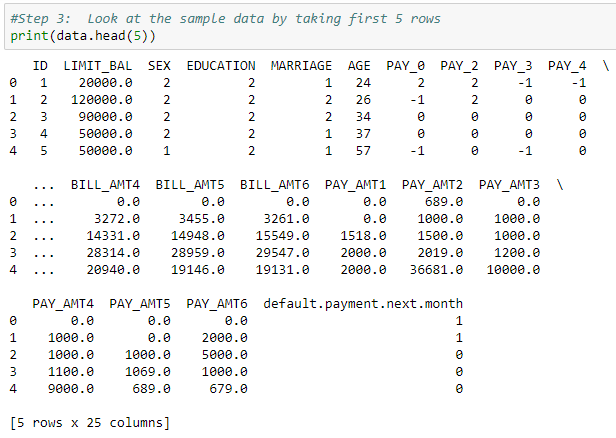 #Step 3:  Look at the sample data by taking first 5 rows
print(data.head(5))
   ID  LIMIT_BAL  SEX  EDUCATION  MARRIAGE  AGE  PAY_0  PAY_2  PAY_3  PAY_4  \
0   1    20000.0    2          2         1   24      2      2     -1     -1
1   2   120000.0    2          2         2   26     -1      2      0      0
2   3    90000.0    2          2         2   34      0      0      0      0
3   4    50000.0    2          2         1   37      0      0      0      0
4   5    50000.0    1          2         1   57     -1      0     -1      0
   ...  BILL_AMT4  BILL_AMT5  BILL_AMT6  PAY_AMT1  PAY_AMT2  PAY_AMT3  \
0  ...        0.0        0.0        0.0       0.0     689.0       0.0
1  ...     3272.0     3455.0     3261.0       0.0    1000.0    1000.0
2  ...    14331.0    14948.0    15549.0    1518.0    1500.0    1000.0
3  ...    28314.0    28959.0    29547.0    2000.0    2019.0    1200.0
4  ...    20940.0    19146.0    19131.0    2000.0   36681.0   10000.0
   PAY_AMT4  PAY_AMT5  PAY_AMT6  default.payment.next.month
0       0.0       0.0       0.0                           1
1    1000.0       0.0    2000.0                           1
2    1000.0    1000.0    5000.0                           0
3    1100.0    1069.0    1000.0                           0
4    9000.0     689.0     679.0                           0
[5 rows x 25 columns]